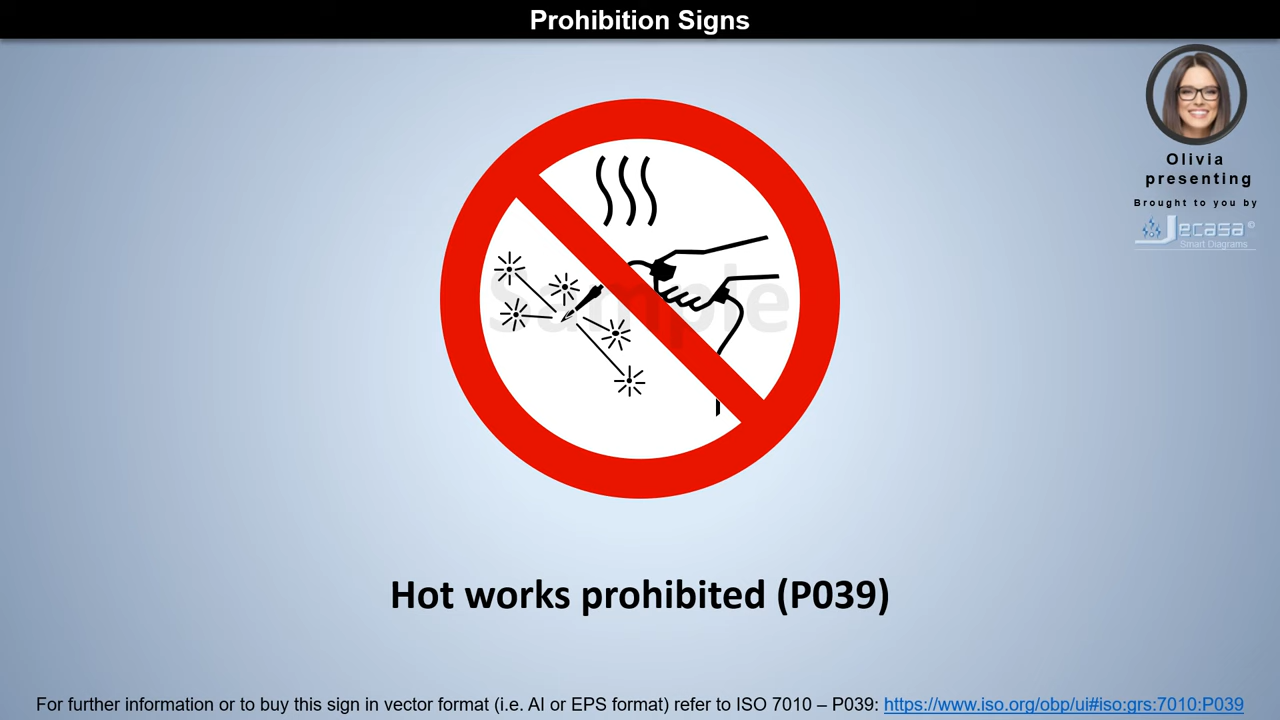 Prohibition Signs
Olivia
presenting
Brought to you by
Jecasa©
Smart Diagrams
Sample
Hot works prohibited (P039)
For further information or to buy this sign in vector format (i.e. AI or EPS format) refer to ISO 7010 – P039: https://www.iso.org/obp/ui#iso:grs:7010:P039